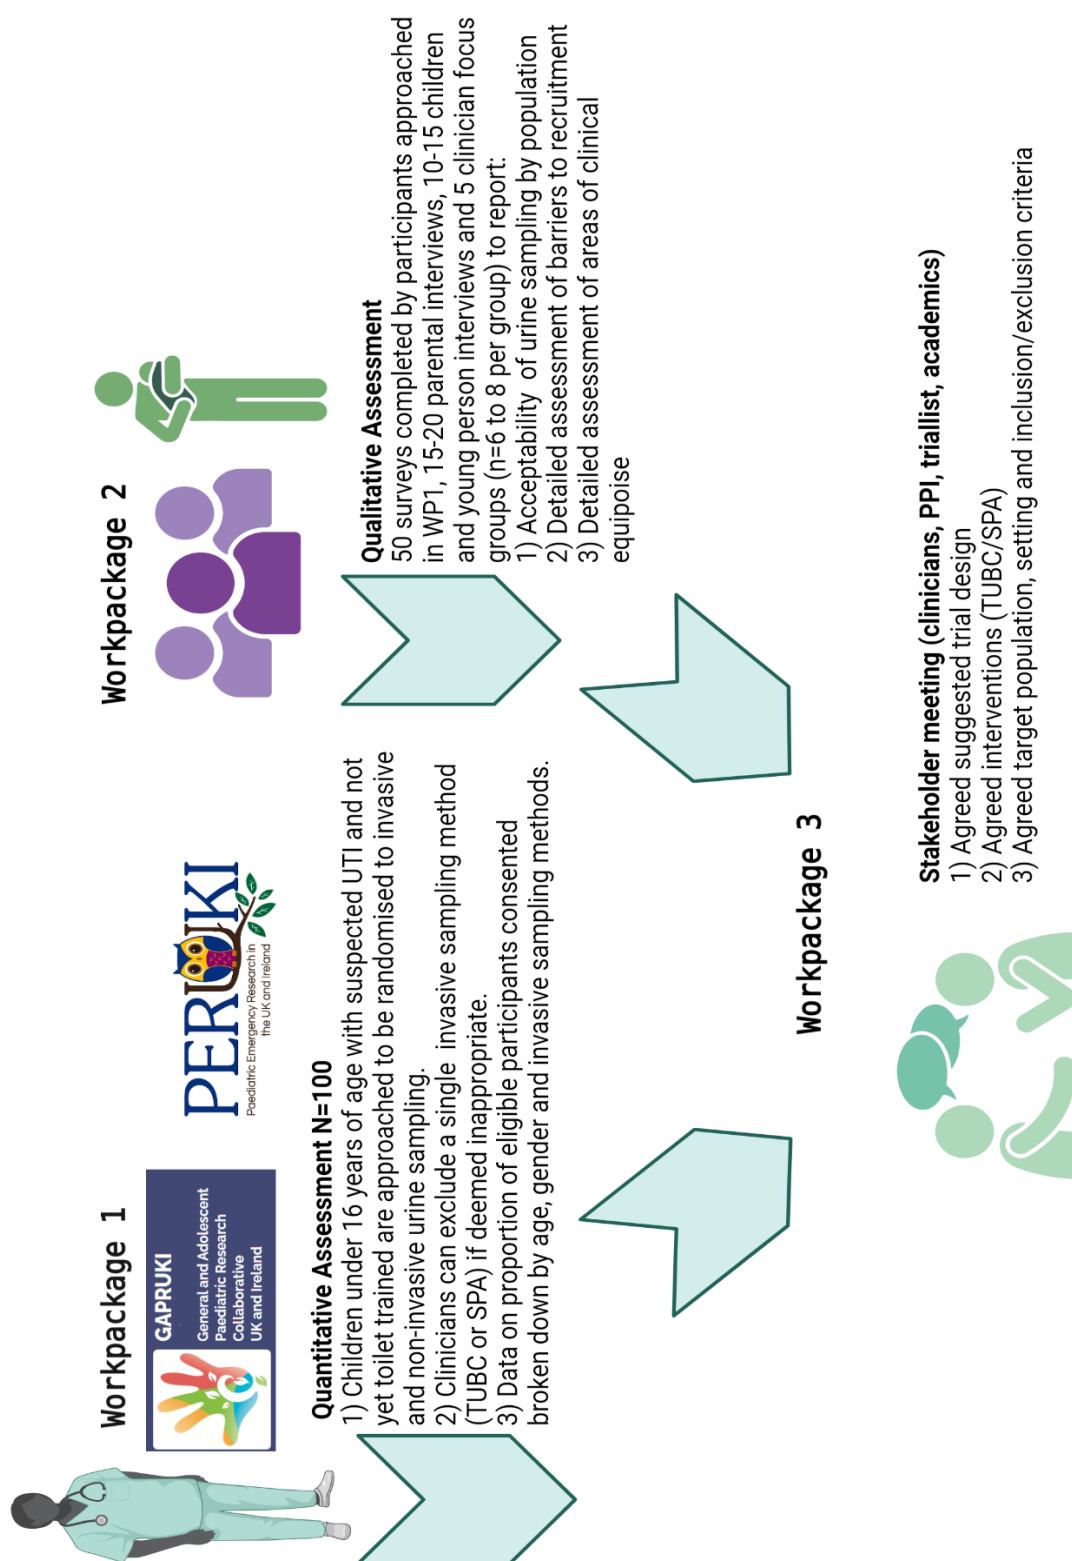 Workpackage 1
GAPRUKI
General and Adolescent
Paediatric Research
Collaborative
UK and Ireland
PERUKI
Paediatric Emergency Research in
the UK and Ireland
Quantitative Assessment N=100
1) Children under 16 years of age with suspected UTI and not
yet toilet trained are approached to be randomised to invasive
and non-invasive urine sampling.
2) Clinicians can exclude a single invasive sampling method
(TUBC or SPA) if deemed inappropriate.
3) Data on proportion of eligible participants consented
broken down by age, gender and invasive sampling methods.
Workpackage 2
Qualitative Assessment
50 surveys completed by participants approached
in WP1, 15-20 parental interviews, 10-15 children
and young person interviews and 5 clinician focus
groups (n=6 to 8 per group) to report:
1) Acceptability of urine sampling by population
2) Detailed assessment of barriers to recruitment
3) Detailed assessment of areas of clinical
equipoise
Workpackage 3
Stakeholder meeting (clinicians, PPI, triallist, academics)
1) Agreed suggested trial design
2) Agreed interventions (TUBC/SPA)
3) Agreed target population, setting and inclusion/exclusion criteria